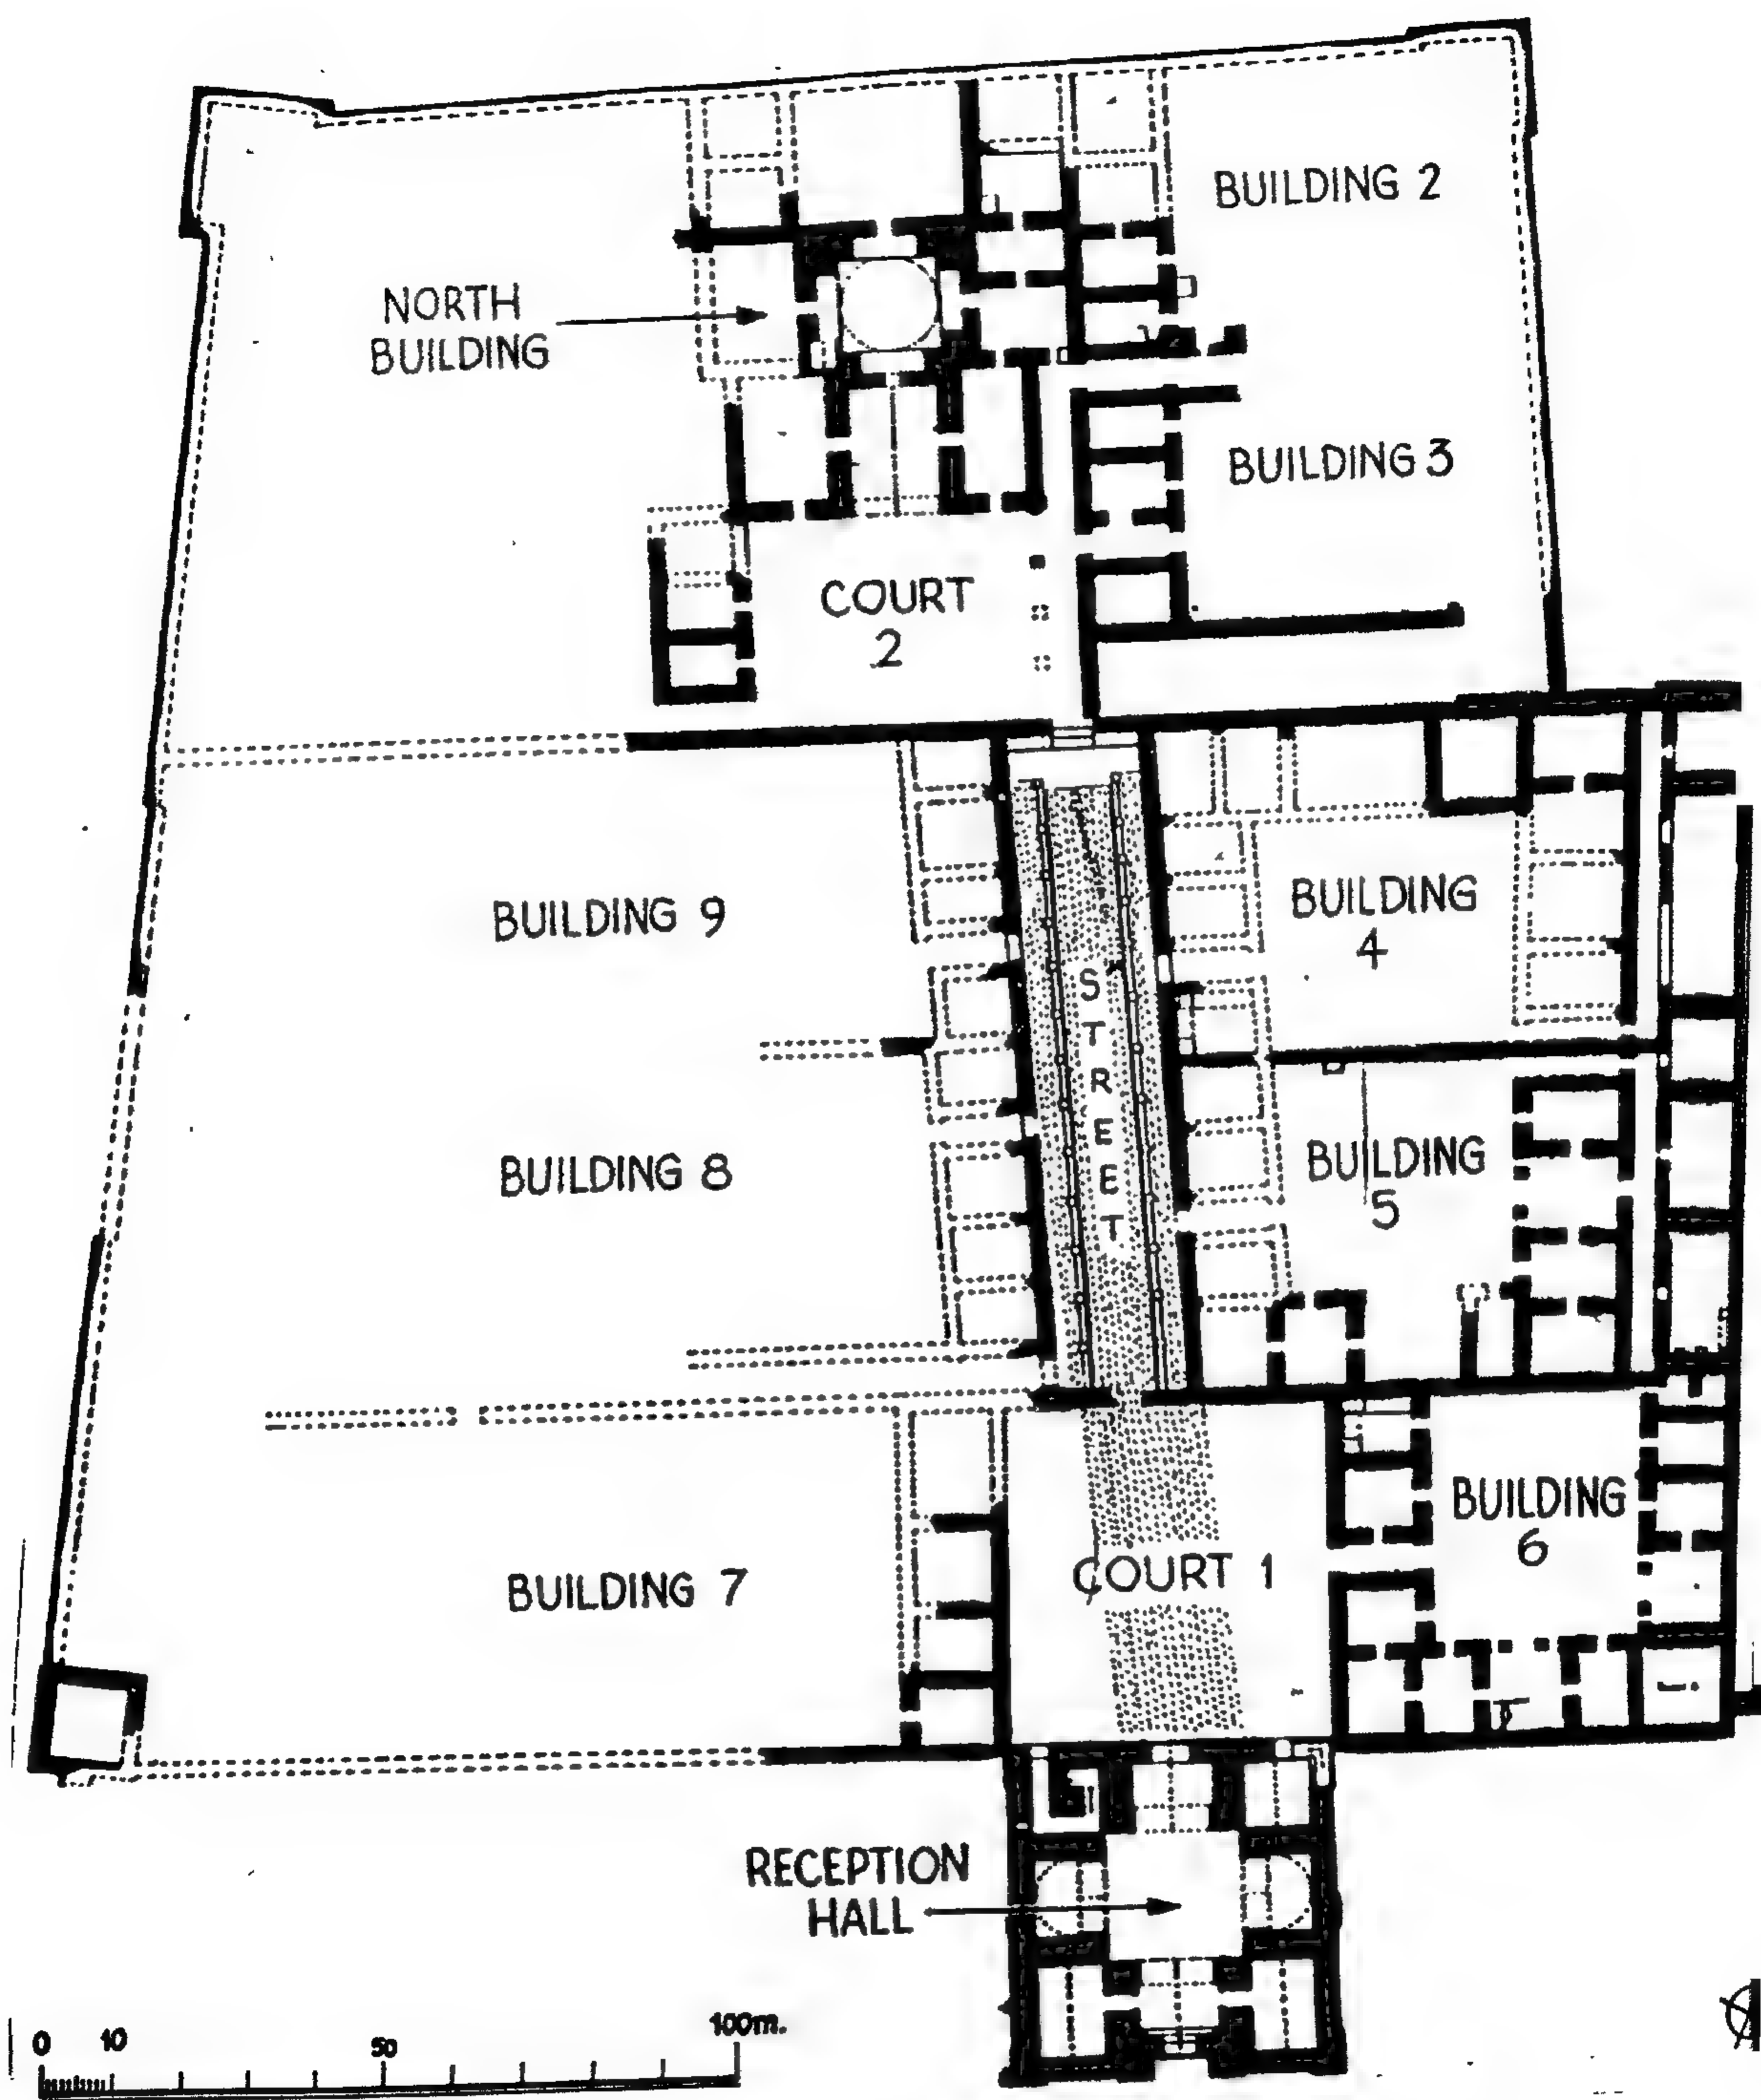 BUILDING 2
NORTH
BUILDING
BUILDING 3
COURT
2
BUILDING
4
BUILDING 9
STREET
BUILDING
5
BUILDING 8
BUILDING
6
COURT 1
BUILDING 7
RECEPTION
HALL
0 10 50 100m.